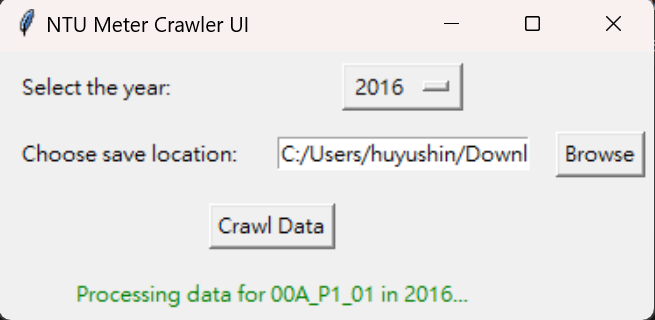 NTU Meter Crawler UI
Select the year: 2016
Choose save location: C:/Users/huyushin/Downl Browse
Crawl Data
Processing data for 00A_P1_01 in 2016...